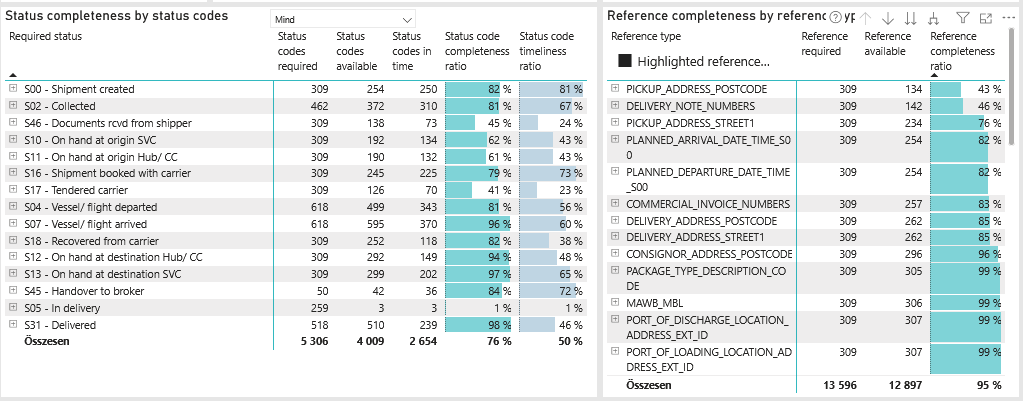 Status completeness by status codes
Mind
Required status Status codes required Status codes available Status codes in time Status code completeness ratio Status code timeliness ratio
S00 - Shipment created 309 254 250 82 % 81 %
S02 - Collected 462 372 310 81 % 67 %
S46 - Documents rcvd from shipper 309 138 73 45 % 24 %
S10 - On hand at origin SVC 309 192 134 62 % 43 %
S11 - On hand at origin Hub/ CC 309 190 132 61 % 43 %
S16 - Shipment booked with carrier 309 245 225 79 % 73 %
S17 - Tendered carrier 309 126 70 41 % 23 %
S04 - Vessel/ flight departed 618 499 343 81 % 56 %
S07 - Vessel/ flight arrived 618 595 370 96 % 60 %
S18 - Recovered from carrier 309 252 118 82 % 38 %
S12 - On hand at destination Hub/ CC 309 292 149 94 % 48 %
S13 - On hand at destination SVC 309 299 202 97 % 65 %
S45 - Handover to broker 50 42 36 84 % 72 %
S05 - In delivery 259 3 3 1 % 1 %
S31 - Delivered 518 510 239 98 % 46 %
Összesen 5 306 4 009 2 654 76 % 50 %
Reference completeness by referenc yp
Reference type Reference required Reference available Reference completeness ratio
Highlighted reference...
PICKUP_ADDRESS_POSTCODE 309 134 43 %
DELIVERY_NOTE_NUMBERS 309 142 46 %
PICKUP_ADDRESS_STREET1 309 234 76 %
PLANNED_ARRIVAL_DATE_TIME_S0 309 254 82 %
0
PLANNED_DEPARTURE_DATE_TIME 309 254 82 %
_S00
COMMERCIAL_INVOICE_NUMBERS 309 257 83 %
DELIVERY_ADDRESS_POSTCODE 309 262 85 %
DELIVERY_ADDRESS_STREET1 309 262 85 %
CONSIGNOR_ADDRESS_POSTCODE 309 296 96 %
PACKAGE_TYPE_DESCRIPTION_CO 309 305 99 %
DE
MAWB_MBL 309 306 99 %
PORT_OF_DISCHARGE_LOCATION_ 309 307 99 %
ADDRESS_EXT_ID
PORT_OF_LOADING_LOCATION_AD 309 307 99 %
DRESS_EXT_ID
Összesen 13 596 12 897 95 %